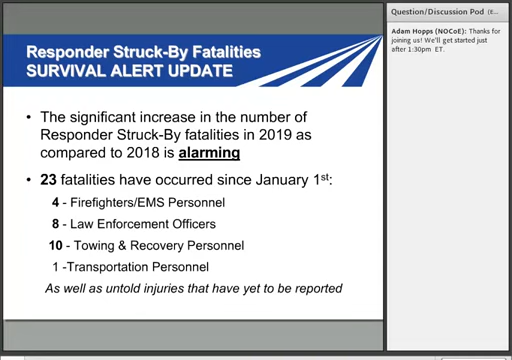 Responder Struck-By Fatalities
SURVIVAL ALERT UPDATE
• The significant increase in the number of
Responder Struck-By fatalities in 2019 as
compared to 2018 is alarming
• 23 fatalities have occurred since January 1st:
4 - Firefighters/EMS Personnel
8 - Law Enforcement Officers
10 - Towing & Recovery Personnel
1 -Transportation Personnel
As well as untold injuries that have yet to be reported
Question/Discussion Pod (E...
Adam Hopps (NOCoE): Thanks for
joining us! We'll get started just
after 1:30pm ET.